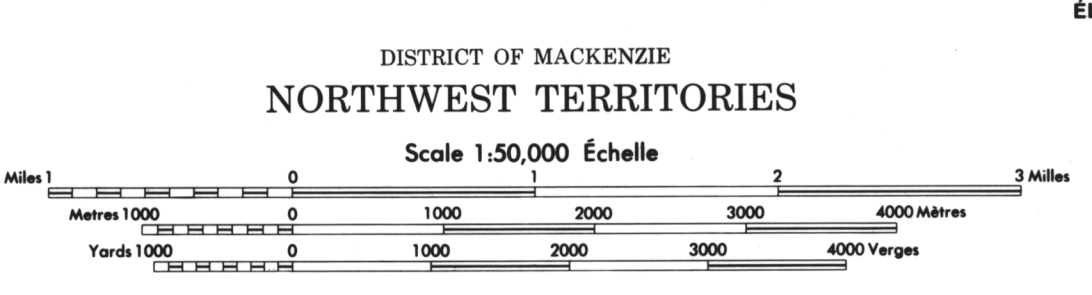 DISTRICT OF MACKENZIE
NORTHWEST TERRITORIES
Scale 1:50,000 Échelle
Miles 1 0 1 2 3 Milles
Metres 1000 0 1000 2000 3000 4000 Mètres
Yards 1000 0 1000 2000 3000 4000 Verges